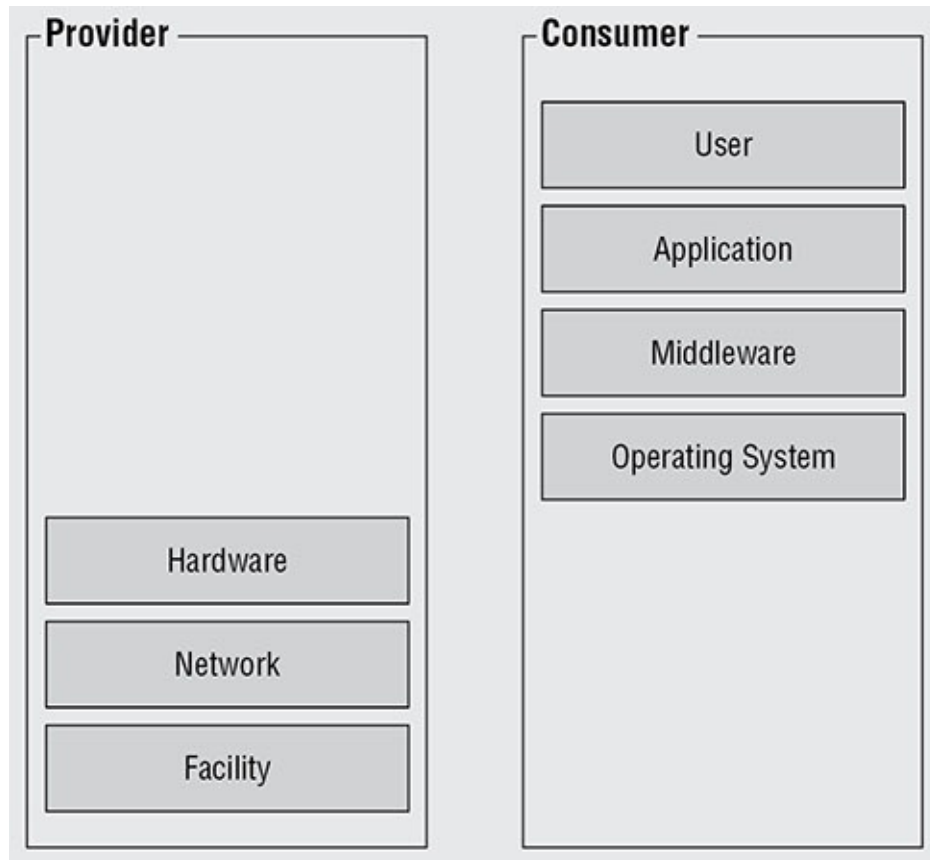 Provider
Hardware
Network
Facility
Consumer
User
Application
Middleware
Operating System